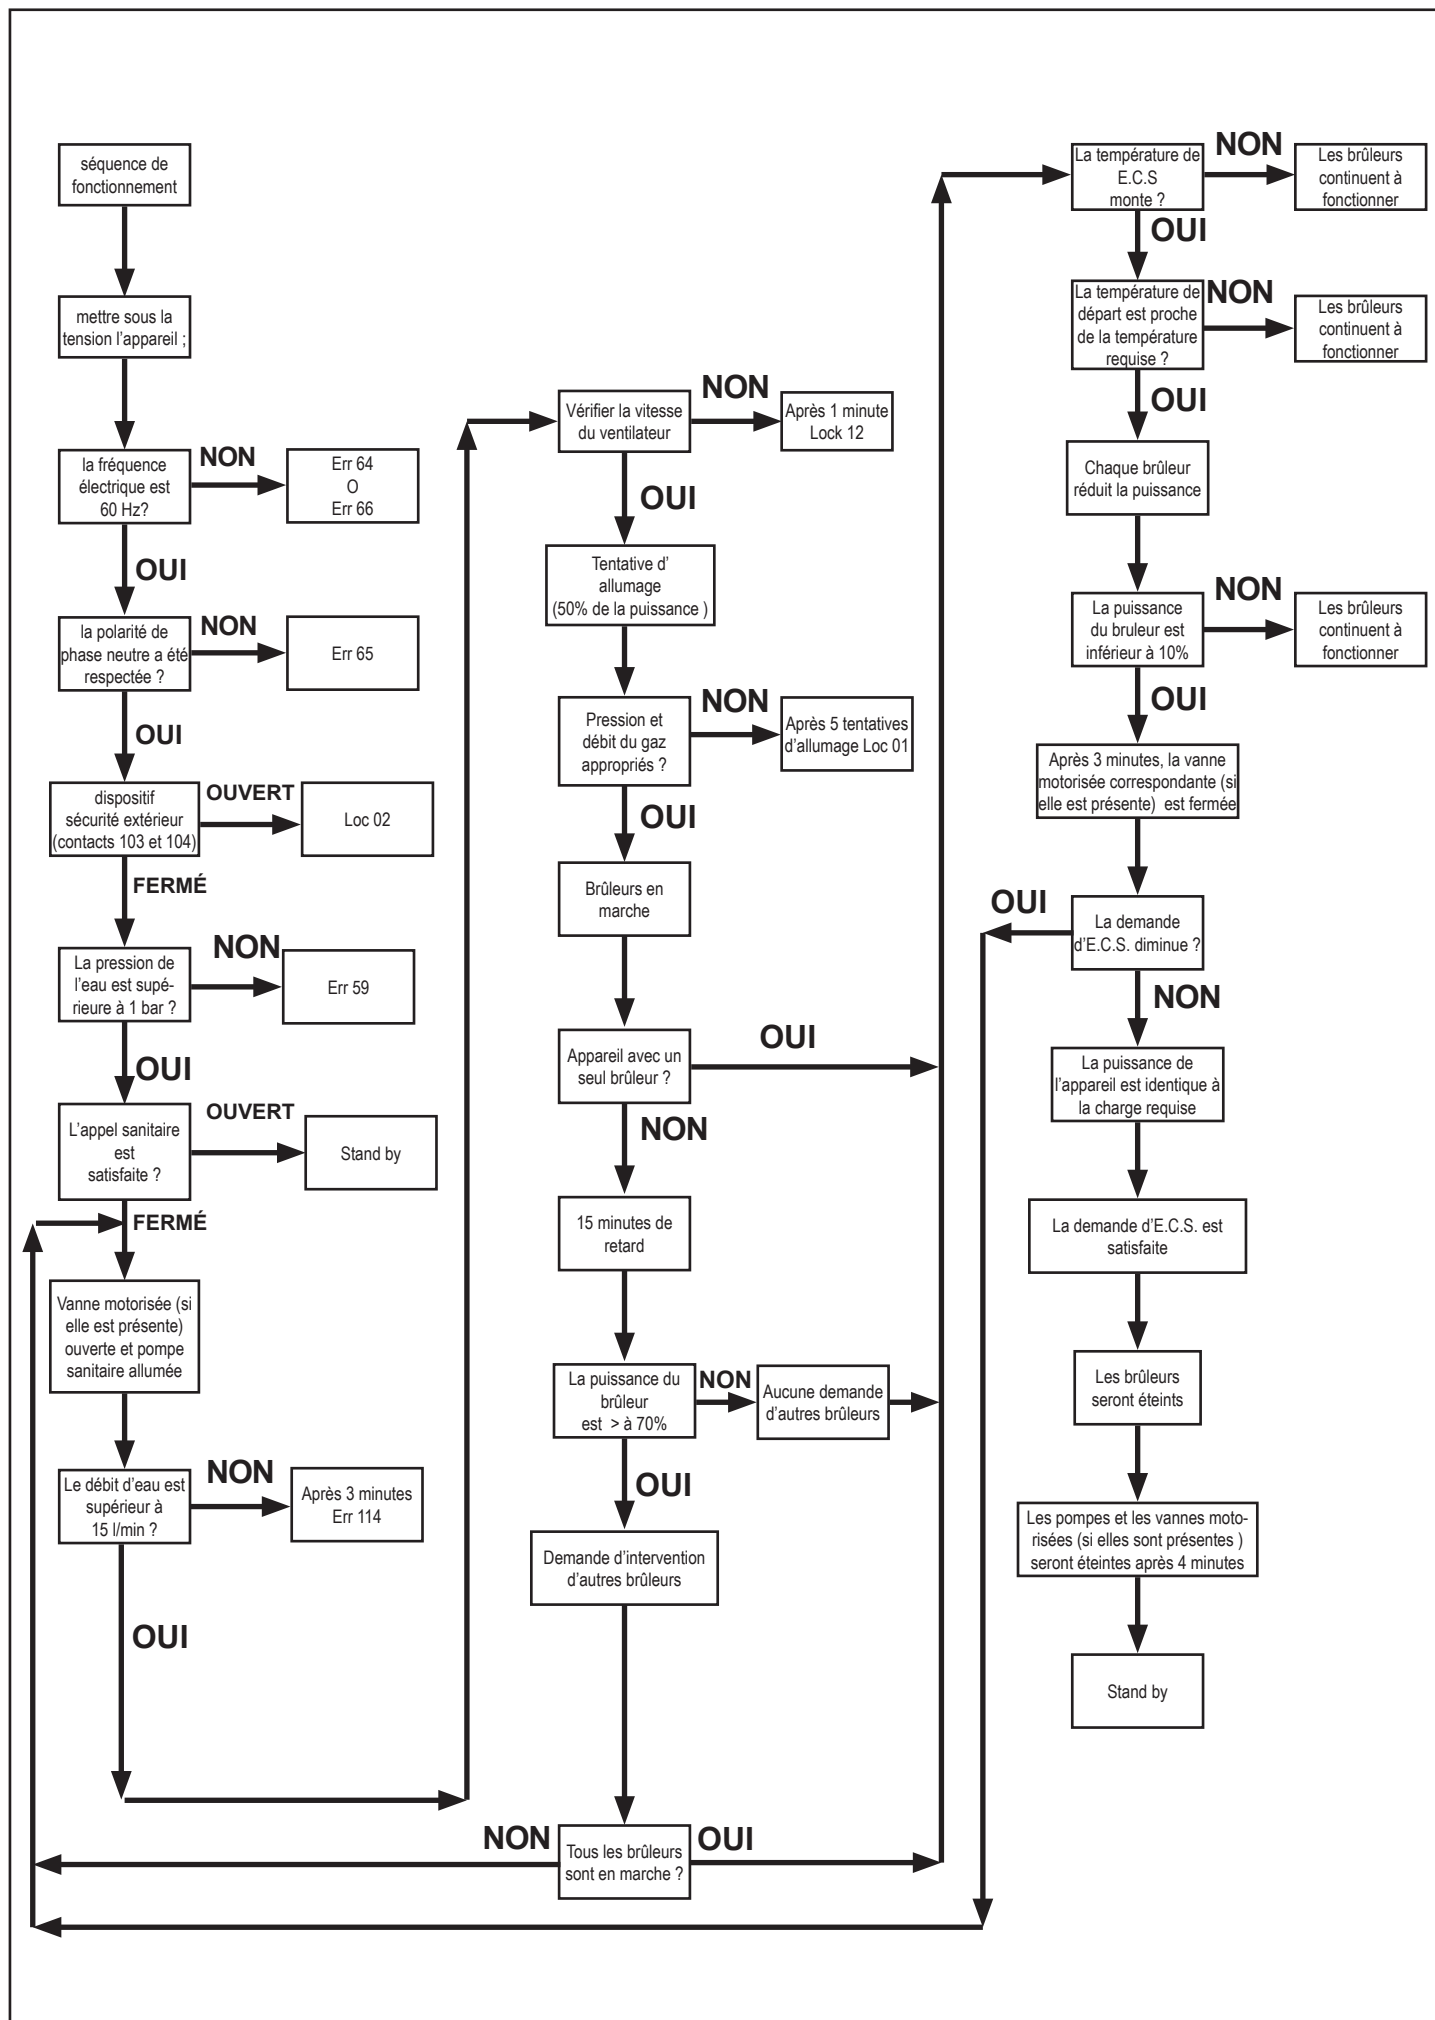 séquence de
fonctionnement
mettre sous la
tension l'appareil ;
la fréquence
électrique est
60 Hz?
NON
Err 64
O
Err 66
OUI
la polarité de
phase neutre a été
respectée ?
NON
Err 65
OUI
dispositif
sécurité extérieur
(contacts 103 et 104)
OUVERT
Loc 02
FERMÉ
La pression de
l'eau est supé-
rieure à 1 bar ?
NON
Err 59
OUI
L'appel sanitaire
est
satisfaite ?
OUVERT
Stand by
FERMÉ
Vanne motorisée (si
elle est présente)
ouverte et pompe
sanitaire allumée
Le débit d'eau est
supérieur à
15 l/min ?
NON
Après 3 minutes
Err 114
OUI
Vérifier la vitesse
du ventilateur
NON
Après 1 minute
Lock 12
OUI
Tentative d'
allumage
(50% de la puissance )
Pression et
débit du gaz
appropriés ?
NON
Après 5 tentatives
d'allumage Loc 01
OUI
Brûleurs en
marche
Appareil avec un
seul brûleur ?
OUI
NON
15 minutes de
retard
La puissance du
brûleur
est > à 70%
NON
Aucune demande
d'autres brûleurs
OUI
Demande d'intervention
d'autres brûleurs
Tous les brûleurs
sont en marche ?
NON
OUI
La température de
E.C.S
monte ?
NON
Les brûleurs
continuent à
fonctionner
OUI
La température de
départ est proche
de la température
requise ?
NON
Les brûleurs
continuent à
fonctionner
OUI
Chaque brûleur
réduit la puissance
La puissance
du bruleur est
inférieur à 10%
NON
Les brûleurs
continuent à
fonctionner
OUI
Après 3 minutes, la vanne
motorisée correspondante (si
elle est présente) est fermée
La demande
d'E.C.S. diminue ?
OUI
NON
La puissance de
l'appareil est identique à
la charge requise
La demande d'E.C.S. est
satisfaite
Les brûleurs
seront éteints
Les pompes et les vannes moto-
risées (si elles sont présentes )
seront éteintes après 4 minutes
Stand by